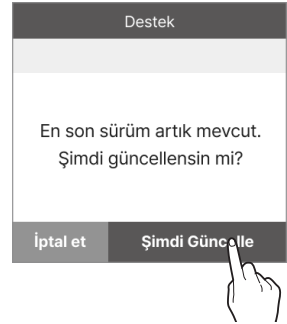 Destek
En son sürüm artık mevcut.
Şimdi güncellensin mi?
İptal et
Şimdi Güncelle